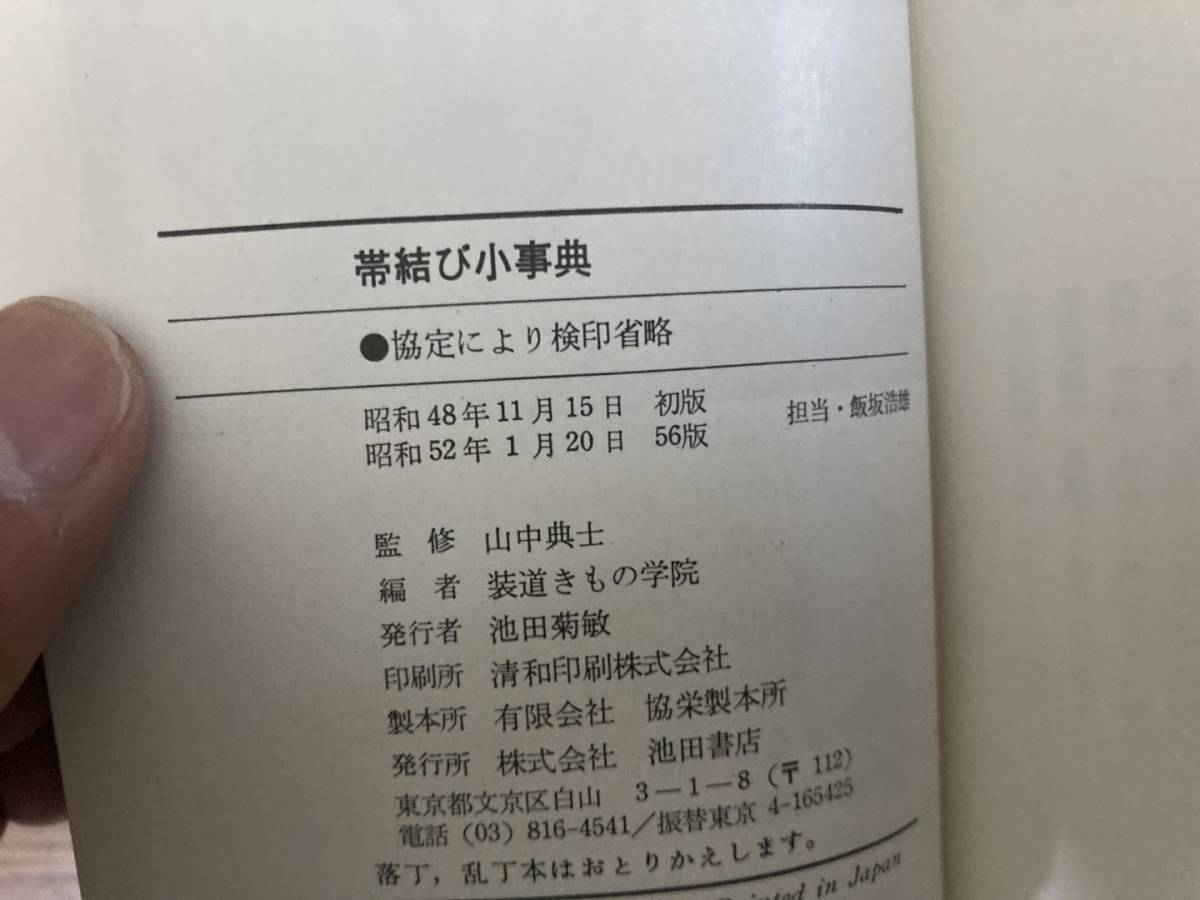 帯結び小事典
●協定により検印省略
昭和48年11月15日 初版 担当・飯坂浩雄
昭和52年1月20日 56版
監修 山中典士
編者 装道きもの学院
発行者 池田菊敏
印刷所 清和印刷株式会社
製本所 有限会社 協栄製本所
発行所 株式会社 池田書店
東京都文京区白山 3―1―8(〒112)
電話(03)816-4541/振替東京 4-165425
落丁,乱丁本はおとりかえします。
Printed in Japan